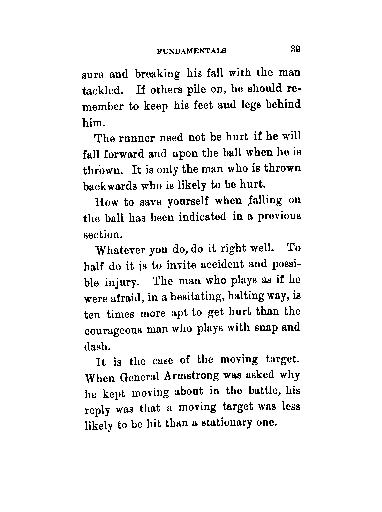 FUNDAMENTALS 39
sure and breaking his fall with the man
tackled. If others pile on, he should re-
member to keep his feet and legs behind
him.
The runner need not be hurt if he will
fall forward and upon the ball when he is
thrown. It is only the man who is thrown
backwards who is likely to be hurt.
How to save yourself when falling on
the ball has been indicated in a previous
section.
Whatever you do, do it right well. To
half do it is to invite accident and possi-
ble injury. The man who plays as if he
were afraid, in a hesitating, halting way, is
ten times more apt to get hurt than the
courageous man who plays with snap and
dash.
It is the case of the moving target.
When General Armstrong was asked why
he kept moving about in the battle, his
reply was that a moving target was less
likely to be hit than a stationary one.